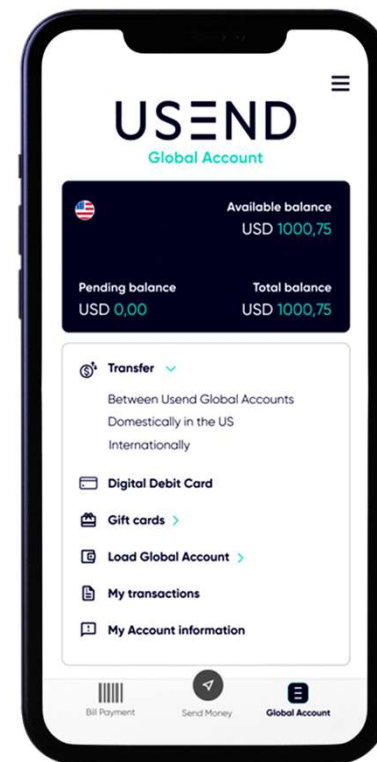 USEND
Global Account
Available balance
USD 1000,75
Pending balance
USD 0,00
Total balance
USD 1000,75
Transfer
Between Usend Global Accounts
Domestically in the US
Internationally
Digital Debit Card
Gift cards
Load Global Account
My transactions
My Account information
Bill Payment
Send Money
Global Account